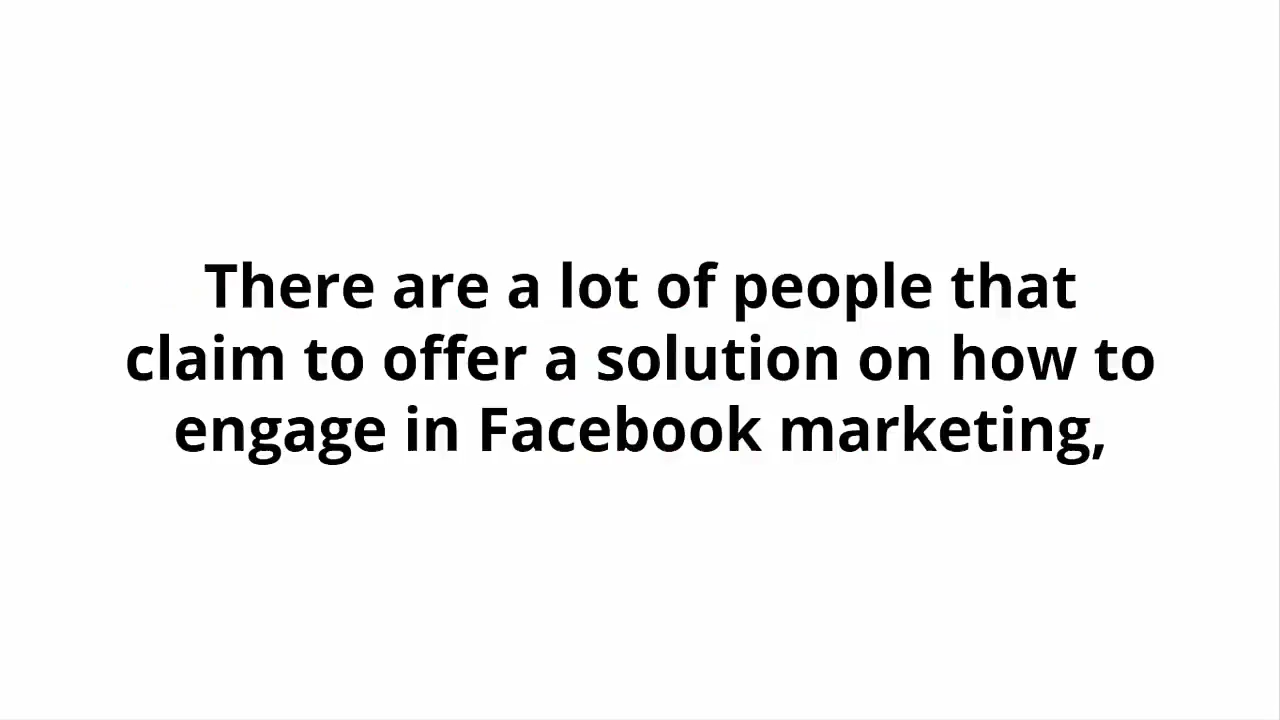 There are a lot of people that
claim to offer a solution on how to
engage in Facebook marketing,